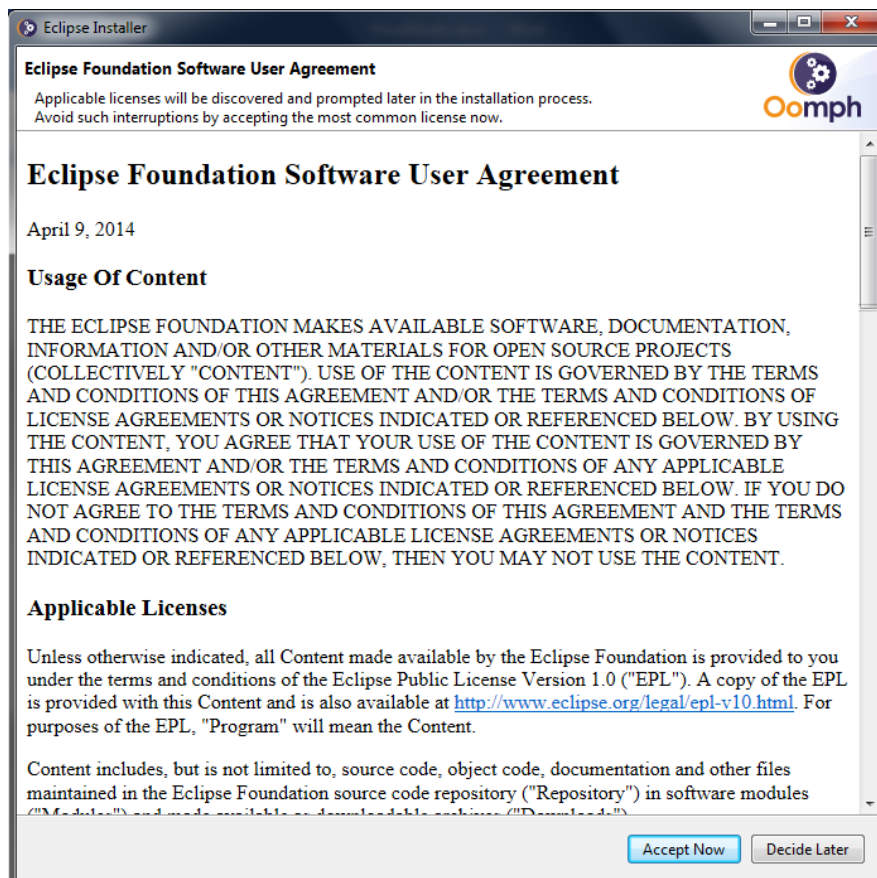 Eclipse Installer
Eclipse Foundation Software User Agreement
Applicable licenses will be discovered and prompted later in the installation process.
Avoid such interruptions by accepting the most common license now.
Oomph
Eclipse Foundation Software User Agreement
April 9, 2014
Usage Of Content
THE ECLIPSE FOUNDATION MAKES AVAILABLE SOFTWARE, DOCUMENTATION,
INFORMATION AND/OR OTHER MATERIALS FOR OPEN SOURCE PROJECTS
(COLLECTIVELY "CONTENT"). USE OF THE CONTENT IS GOVERNED BY THE TERMS
AND CONDITIONS OF THIS AGREEMENT AND/OR THE TERMS AND CONDITIONS OF
LICENSE AGREEMENTS OR NOTICES INDICATED OR REFERENCED BELOW. BY USING
THE CONTENT, YOU AGREE THAT YOUR USE OF THE CONTENT IS GOVERNED BY
THIS AGREEMENT AND/OR THE TERMS AND CONDITIONS OF ANY APPLICABLE
LICENSE AGREEMENTS OR NOTICES INDICATED OR REFERENCED BELOW. IF YOU DO
NOT AGREE TO THE TERMS AND CONDITIONS OF THIS AGREEMENT AND THE TERMS
AND CONDITIONS OF ANY APPLICABLE LICENSE AGREEMENTS OR NOTICES
INDICATED OR REFERENCED BELOW, THEN YOU MAY NOT USE THE CONTENT.
Applicable Licenses
Unless otherwise indicated, all Content made available by the Eclipse Foundation is provided to you
under the terms and conditions of the Eclipse Public License Version 1.0 ("EPL"). A copy of the EPL
is provided with this Content and is also available at http://www.eclipse.org/legal/epl-v10.html. For
purposes of the EPL, "Program" will mean the Content.
Content includes, but is not limited to, source code, object code, documentation and other files
maintained in the Eclipse Foundation source code repository ("Repository") in software modules
("Modules") and made available as downloadable archives ("Downloads").
Accept Now
Decide Later